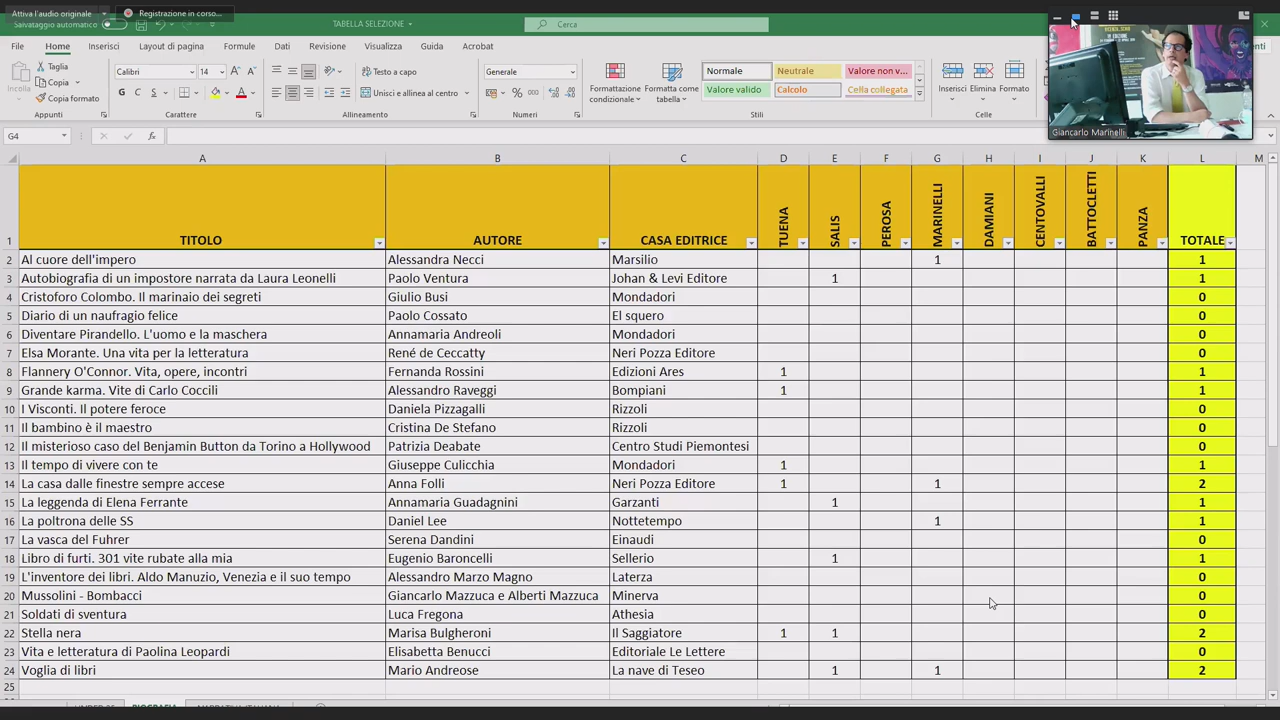 Attiva l'audio originale
Registrazione in corso...
Salvataggio automatico
TABELLA SELEZIONE
Cerca
File Home Inserisci Layout di pagina Formule Dati Revisione Visualizza Guida Acrobat
Incolla
Taglia
Copia
Copia formato
Appunti
Calibri 14
G C S
Carattere
Testo a capo
Unisci e allinea al centro
Allineamento
Generale
Numeri
Formattazione condizionale
Formatta come tabella
Normale Neutrale Valore non v...
Valore valido Calcolo Cella collegata
Stili
Inserisci Elimina Formato
Celle
Giancarlo Marinelli
G4 fx
A B C D E F G H I J K L M
1 TITOLO AUTORE CASA EDITRICE TUENA SALIS PEROSA MARINELLI DAMIANI CENTOVALLI BATTOCLETTI PANZA TOTALE
2 Al cuore dell'impero Alessandra Necci Marsilio 1 1
3 Autobiografia di un impostore narrata da Laura Leonelli Paolo Ventura Johan & Levi Editore 1 1
4 Cristoforo Colombo. Il marinaio dei segreti Giulio Busi Mondadori 0
5 Diario di un naufragio felice Paolo Cossato El squero 0
6 Diventare Pirandello. L'uomo e la maschera Annamaria Andreoli Mondadori 0
7 Elsa Morante. Una vita per la letteratura René de Ceccatty Neri Pozza Editore 0
8 Flannery O'Connor. Vita, opere, incontri Fernanda Rossini Edizioni Ares 1 1
9 Grande karma. Vite di Carlo Coccili Alessandro Raveggi Bompiani 1 1
10 I Visconti. Il potere feroce Daniela Pizzagalli Rizzoli 0
11 Il bambino è il maestro Cristina De Stefano Rizzoli 0
12 Il misterioso caso del Benjamin Button da Torino a Hollywood Patrizia Deabate Centro Studi Piemontesi 0
13 Il tempo di vivere con te Giuseppe Culicchia Mondadori 1 1
14 La casa dalle finestre sempre accese Anna Folli Neri Pozza Editore 1 1 2
15 La leggenda di Elena Ferrante Annamaria Guadagnini Garzanti 1 1
16 La poltrona delle SS Daniel Lee Nottetempo 1 1
17 La vasca del Fuhrer Serena Dandini Einaudi 0
18 Libro di furti. 301 vite rubate alla mia Eugenio Baroncelli Sellerio 1 1
19 L'inventore dei libri. Aldo Manuzio, Venezia e il suo tempo Alessandro Marzo Magno Laterza 0
20 Mussolini - Bombacci Giancarlo Mazzuca e Alberti Mazzuca Minerva 0
21 Soldati di sventura Luca Fregona Athesia 0
22 Stella nera Marisa Bulgheroni Il Saggiatore 1 1 2
23 Vita e letteratura di Paolina Leopardi Elisabetta Benucci Editoriale Le Lettere 0
24 Voglia di libri Mario Andreose La nave di Teseo 1 1 2
25